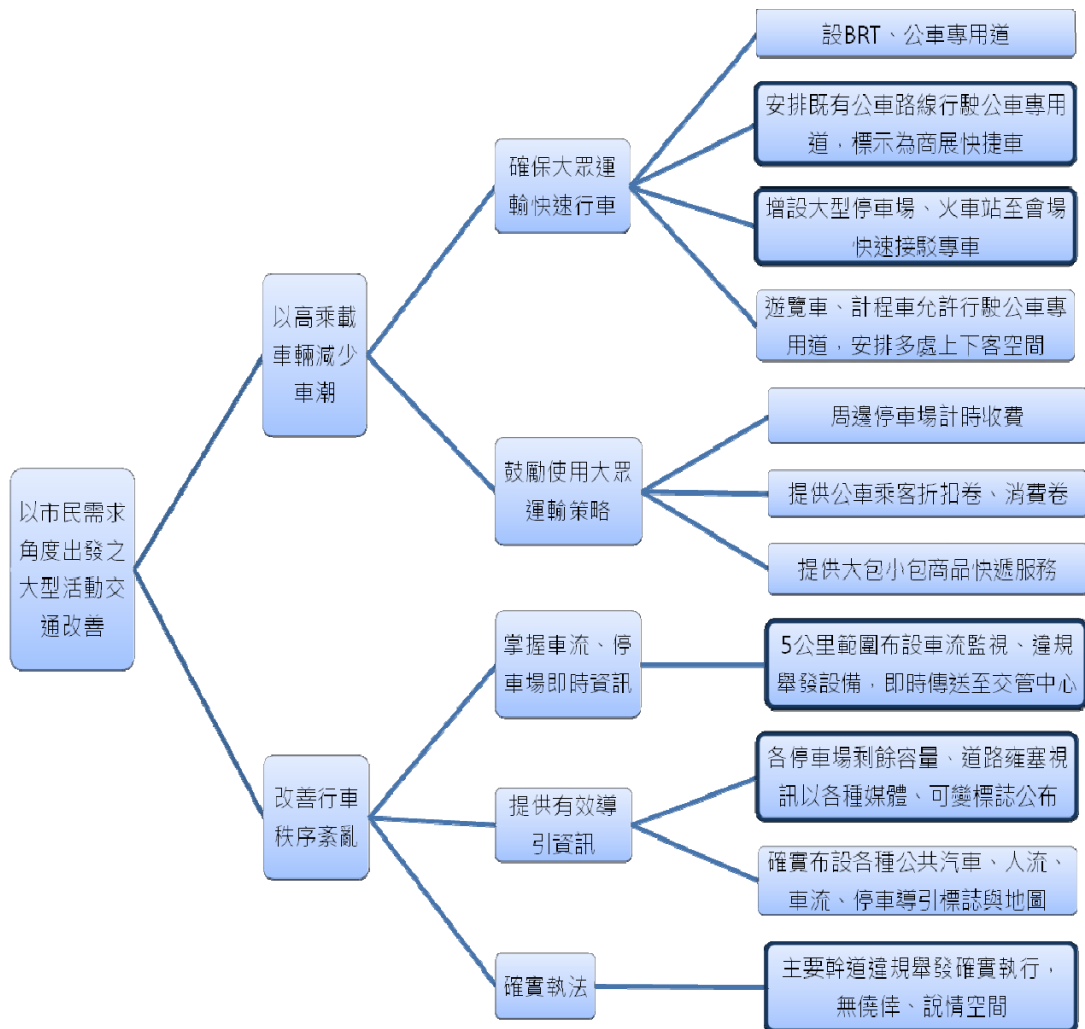 以市民需求
角度出發之
大型活動交
通改善
以高乘載
車輛減少
車潮
確保大眾運
輸快速行車
設BRT、公車專用道
安排既有公車路線行駛公車專用
道，標示為商展快捷車
增設大型停車場、火車站至會場
快速接駁專車
遊覽車、計程車允許行駛公車專
用道，安排多處上下客空間
鼓勵使用大眾
運輸策略
周邊停車場計時收費
提供公車乘客折扣卷、消費卷
提供大包小包商品快遞服務
改善行車
秩序紊亂
掌握車流、停
車場即時資訊
5公里範圍布設車流監視、違規
舉發設備，即時傳送至交管中心
提供有效導
引資訊
各停車場剩餘容量、道路雍塞視
訊以各種媒體、可變標誌公布
確實布設各種公共汽車、人流、
車流、停車導引標誌與地圖
確實執法
主要幹道違規舉發確實執行，
無僥倖、說情空間